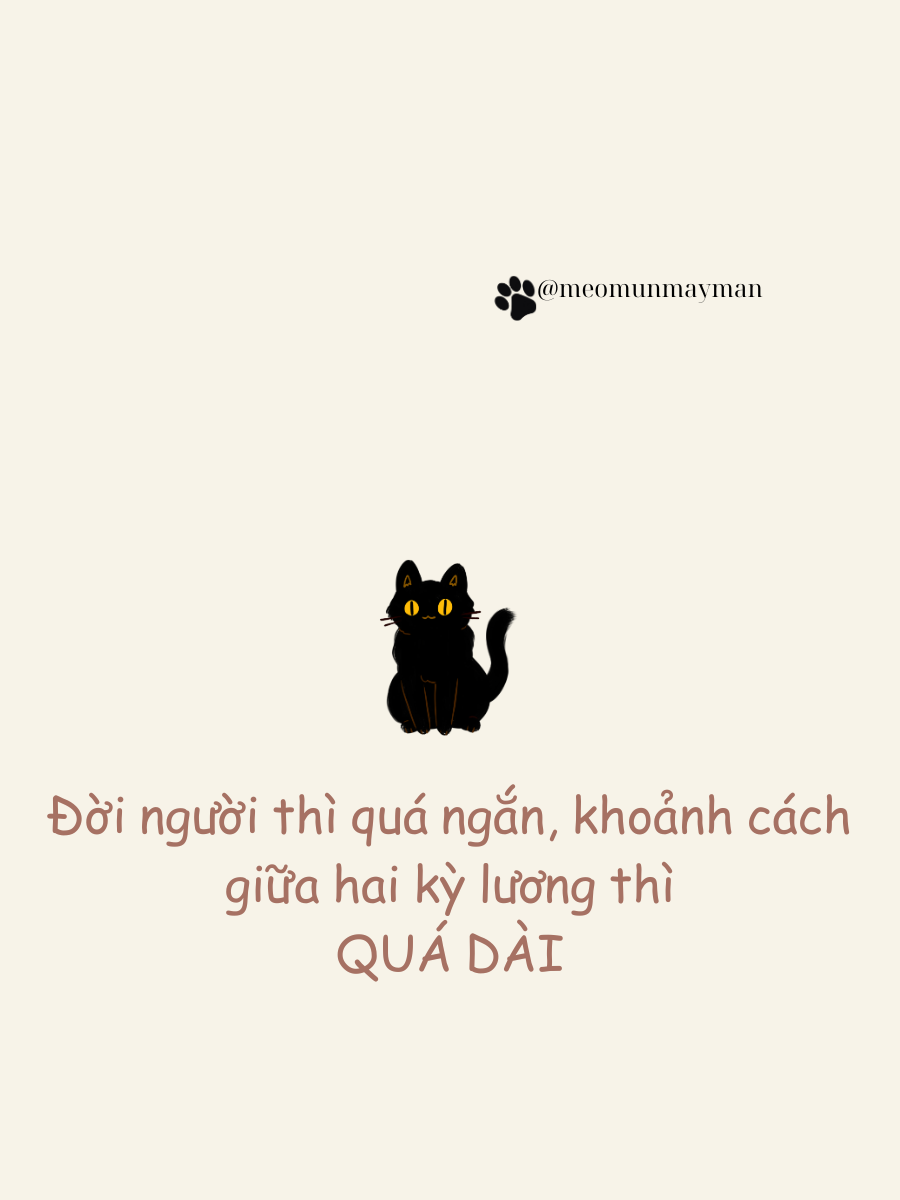 @meomunmayman
Đời người thì quá ngắn, khoảnh cách
giữa hai kỳ lương thì
QUÁ DÀI